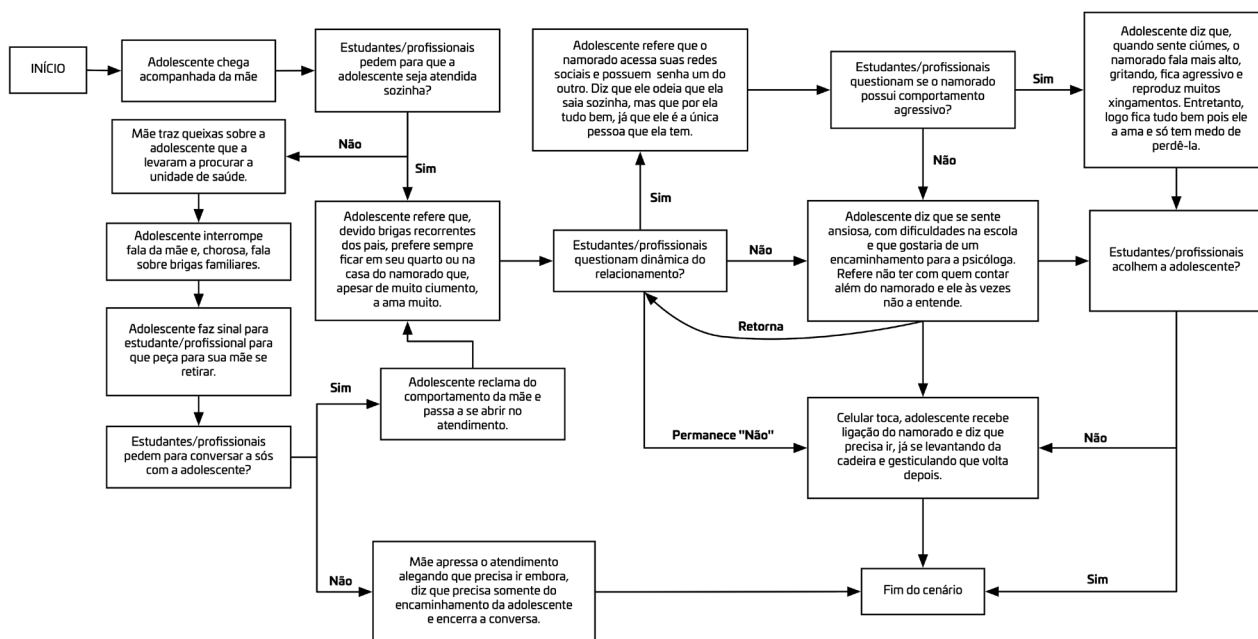 INÍCIO
Adolescente chega
acompanhada da mãe
Estudantes/profissionais
pedem para que a
adolescente seja atendida
sozinha?
Não
Sim
Mãe traz queixas sobre a
adolescente que a
levaram a procurar a
unidade de saúde.
Adolescente interrompe
fala da mãe e, chorosa, fala
sobre brigas familiares.
Adolescente faz sinal para
estudante/profissional para
que peça para sua mãe se
retirar.
Estudantes/profissionais
pedem para conversar a sós
com a adolescente?
Sim
Não
Adolescente reclama do
comportamento da mãe e
passa a se abrir no
atendimento.
Mãe apressa o atendimento
alegando que precisa ir embora,
diz que precisa somente do
encaminhamento da adolescente
e encerra a conversa.
Adolescente refere que,
devido brigas recorrentes
dos pais, prefere sempre
ficar em seu quarto ou na
casa do namorado que,
apesar de muito ciumento,
a ama muito.
Estudantes/profissionais
questionam dinâmica do
relacionamento?
Sim
Não
Retorna
Permanece "Não"
Adolescente refere que o
namorado acessa suas redes
sociais e possuem senha um do
outro. Diz que ele odeia que ela
saia sozinha, mas que por ela
tudo bem, já que ele é a única
pessoa que ela tem.
Estudantes/profissionais
questionam se o namorado
possui comportamento
agressivo?
Sim
Não
Adolescente diz que,
quando sente ciúmes, o
namorado fala mais alto,
gritando, fica agressivo e
reproduz muitos
xingamentos. Entretanto,
logo fica tudo bem pois ele
a ama e só tem medo de
perdê-la.
Adolescente diz que se sente
ansiosa, com dificuldades na
escola e que gostaria de um
encaminhamento para a psicóloga.
Refere não ter com quem contar
além do namorado e ele às vezes
não a entende.
Estudantes/profissionais
acolhem a adolescente?
Não
Sim
Celular toca, adolescente recebe
ligação do namorado e diz que
precisa ir, já se levantando da
cadeira e gesticulando que volta
depois.
Fim do cenário